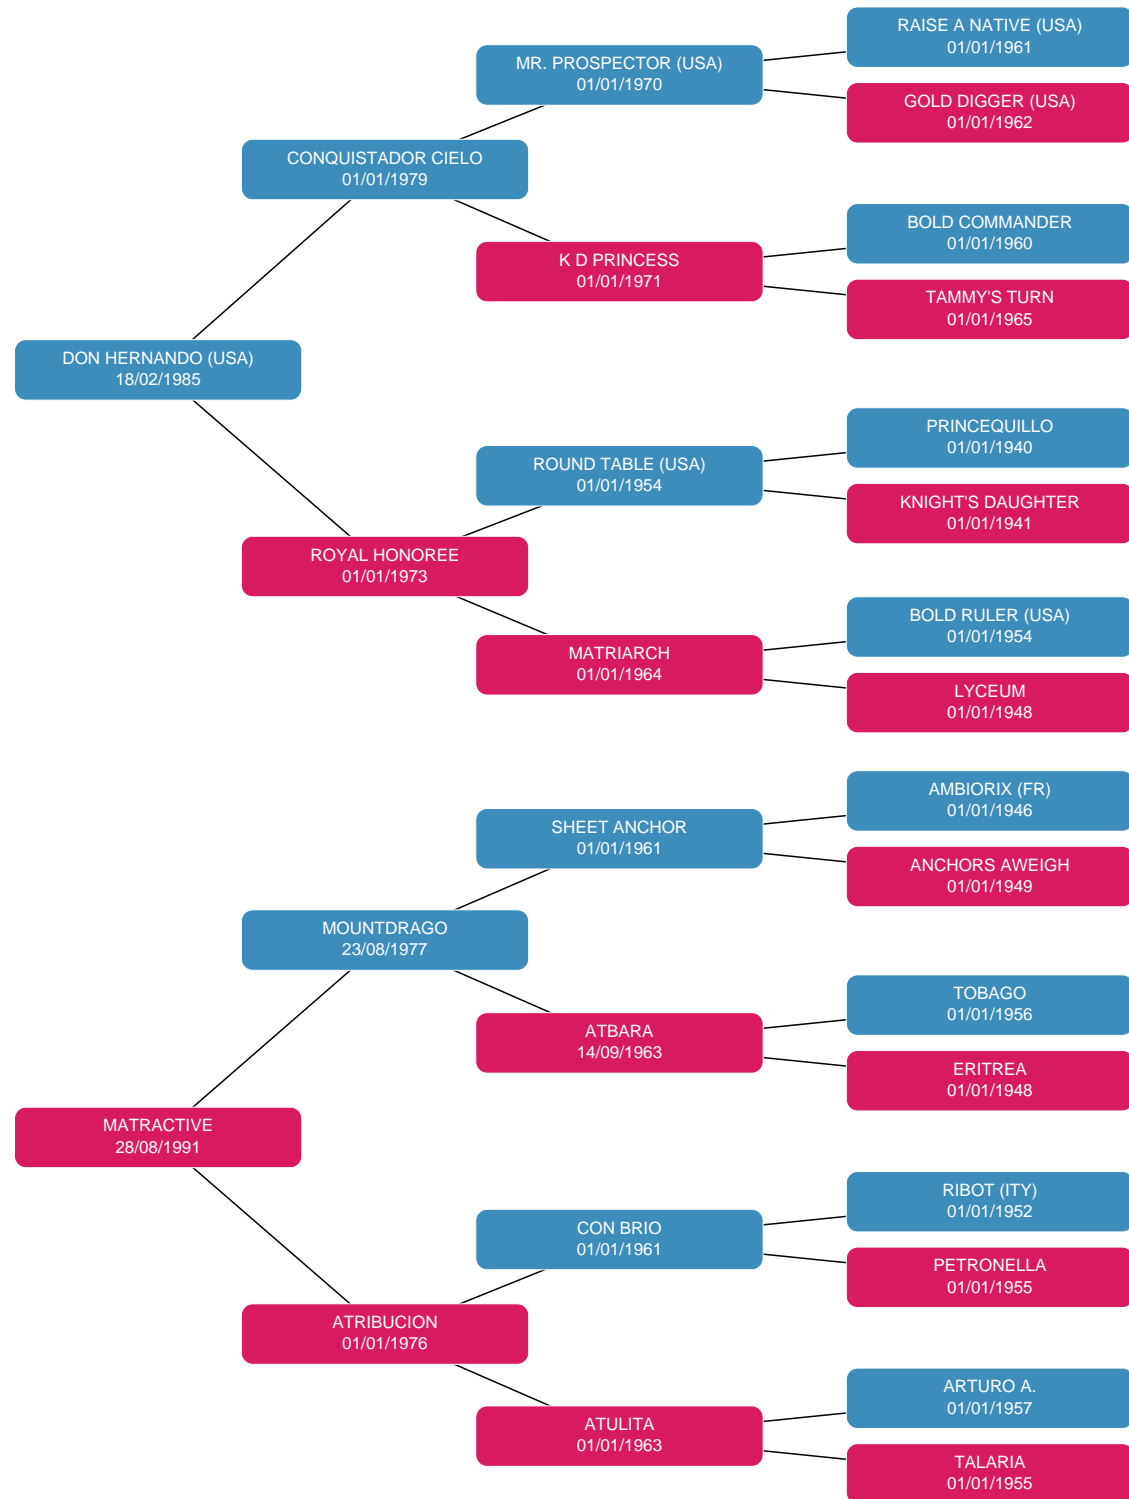 RAISE A NATIVE (USA)
01/01/1961
MR. PROSPECTOR (USA)
01/01/1970
GOLD DIGGER (USA)
01/01/1962
CONQUISTADOR CIELO
01/01/1979
BOLD COMMANDER
01/01/1960
K D PRINCESS
01/01/1971
TAMMY'S TURN
01/01/1965
DON HERNANDO (USA)
18/02/1985
PRINCEQUILLO
01/01/1940
ROUND TABLE (USA)
01/01/1954
KNIGHT'S DAUGHTER
01/01/1941
ROYAL HONOREE
01/01/1973
BOLD RULER (USA)
01/01/1954
MATRIARCH
01/01/1964
LYCEUM
01/01/1948
AMBIORIX (FR)
01/01/1946
SHEET ANCHOR
01/01/1961
ANCHORS AWEIGH
01/01/1949
MOUNTDRAGO
23/08/1977
TOBAGO
01/01/1956
ATBARA
14/09/1963
ERITREA
01/01/1948
MATRACTIVE
28/08/1991
RIBOT (ITY)
01/01/1952
CON BRIO
01/01/1961
PETRONELLA
01/01/1955
ATRIBUCION
01/01/1976
ARTURO A.
01/01/1957
ATULITA
01/01/1963
TALARIA
01/01/1955